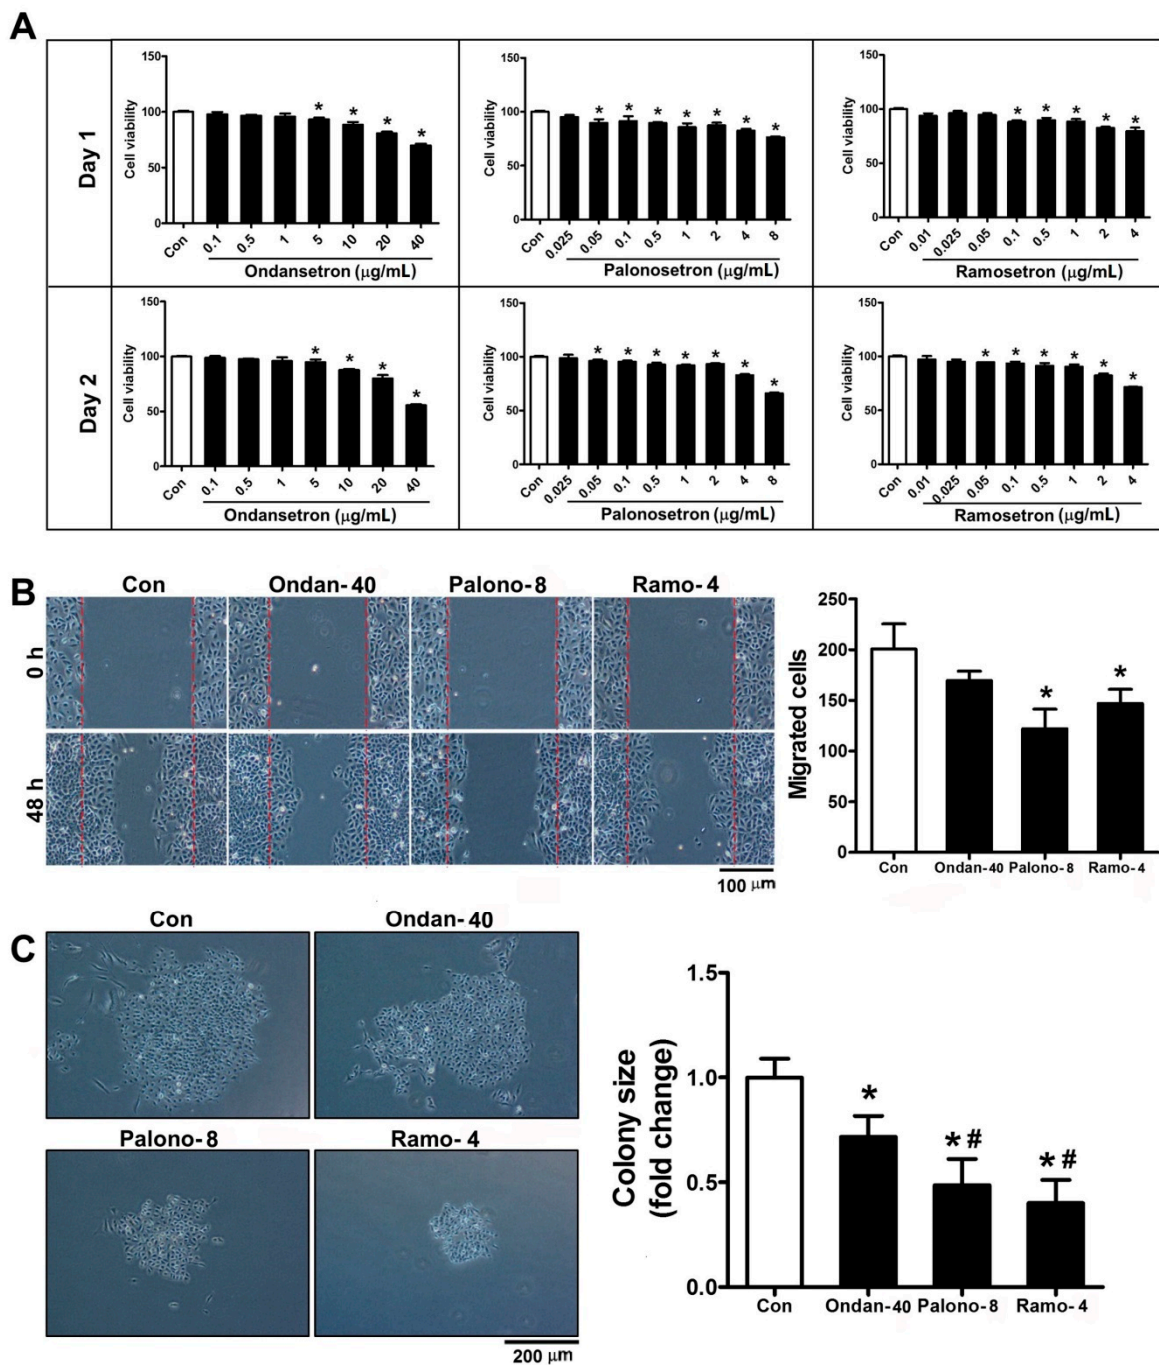 A
Day 1
Cell viability
150
100
50
0
* * * *
Con 0.1 0.5 1 5 10 20 40
Ondansetron (μg/mL)
Cell viability
150
100
50
0
* * * * * * *
Con 0.025 0.05 0.1 0.5 1 2 4 8
Palonosetron (μg/mL)
Cell viability
150
100
50
0
* * * * *
Con 0.01 0.025 0.05 0.1 0.5 1 2 4
Ramosetron (μg/mL)
Day 2
Cell viability
150
100
50
0
* * * *
Con 0.1 0.5 1 5 10 20 40
Ondansetron (μg/mL)
Cell viability
150
100
50
0
* * * * * * *
Con 0.025 0.05 0.1 0.5 1 2 4 8
Palonosetron (μg/mL)
Cell viability
150
100
50
0
* * * * * *
Con 0.01 0.025 0.05 0.1 0.5 1 2 4
Ramosetron (μg/mL)
B
Con Ondan-40 Palono-8 Ramo-4
0 h
48 h
100 μm
Migrated cells
250
200
150
100
50
0
* *
Con Ondan-40 Palono-8 Ramo-4
C
Con Ondan-40
Palono-8 Ramo-4
200 μm
Colony size
(fold change)
1.5
1.0
0.5
0.0
* *# *#
Con Ondan-40 Palono-8 Ramo-4